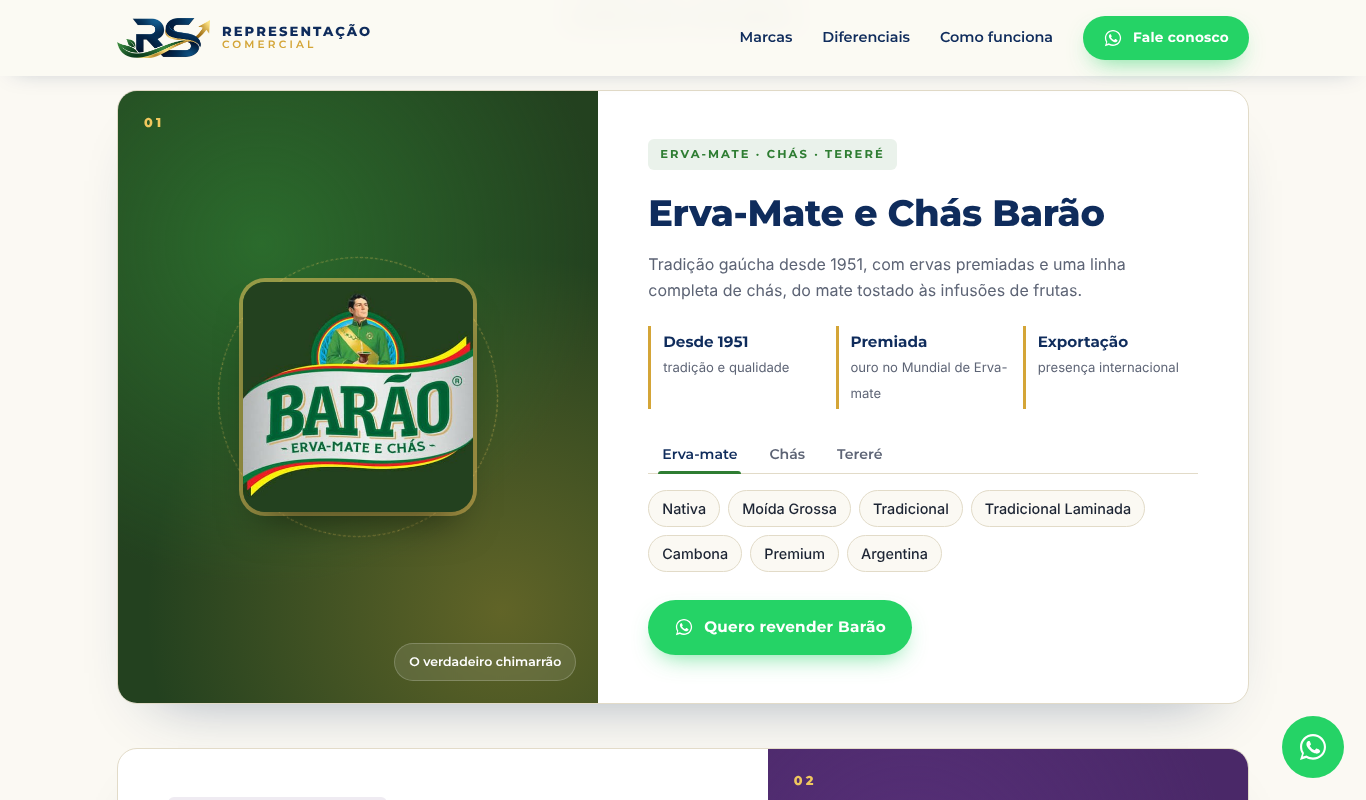 RS REPRESENTAÇÃO
COMERCIAL
Marcas Diferenciais Como funciona Fale conosco
01
BARÃO®
- ERVA-MATE E CHÁS -
O verdadeiro chimarrão
ERVA-MATE · CHÁS · TERERÉ
Erva-Mate e Chás Barão
Tradição gaúcha desde 1951, com ervas premiadas e uma linha
completa de chás, do mate tostado às infusões de frutas.
Desde 1951
tradição e qualidade
Premiada
ouro no Mundial de Erva-
mate
Exportação
presença internacional
Erva-mate Chás Tereré
Nativa Moída Grossa Tradicional Tradicional Laminada
Cambona Premium Argentina
Quero revender Barão
02